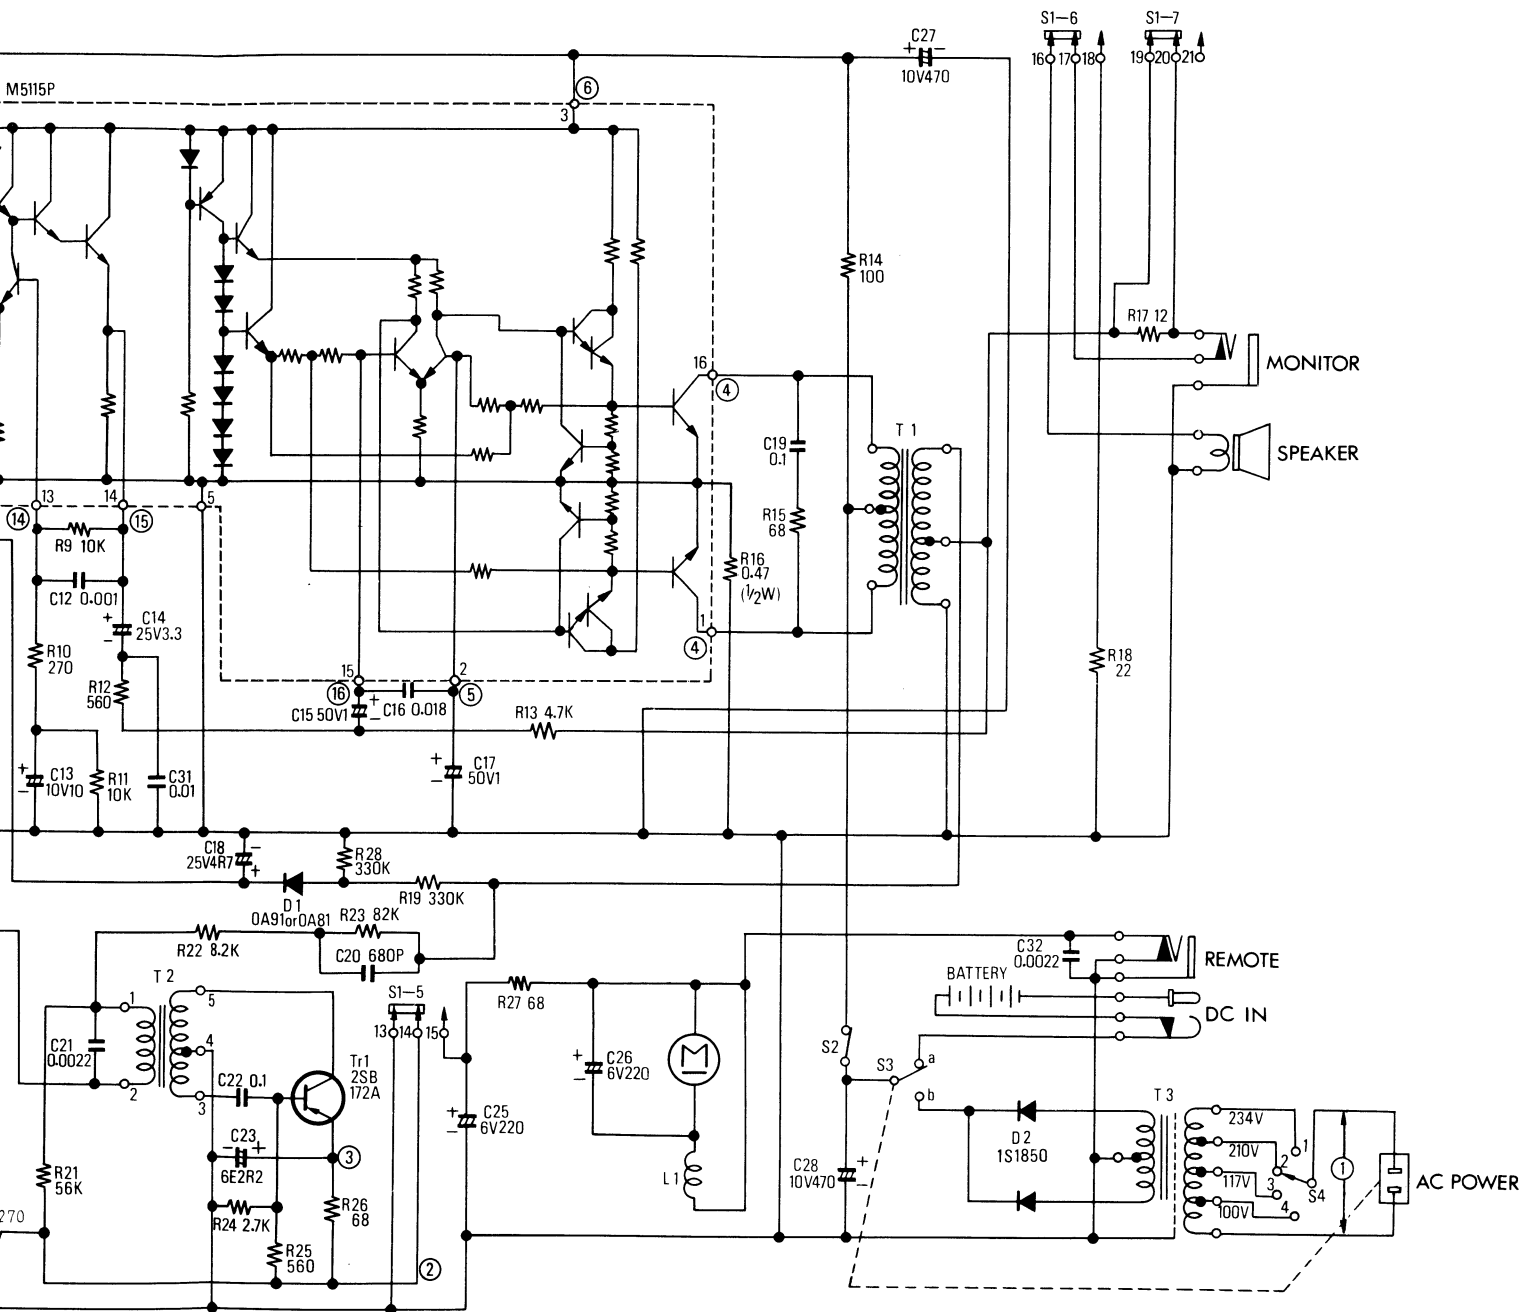 S1-6
S1-7
C27
+ -
10V470
16 17 18
19 20 21
M5115P
6
3
R14
100
R17 12
MONITOR
16
4
T1
C19
0.1
SPEAKER
13
14
5
14
15
R9 10K
R15
68
R16
0.47
(1/2W)
C12 0.001
+
-
C14
25V3.3
1
4
R10
270
R18
22
15
2
R12
560
16
5
C15 50V1
+
-
C16 0.018
R13 4.7K
+
-
C13
10V10
R11
10K
C31
0.01
+
-
C17
50V1
C18
25V4R7
-
+
R28
330K
R19 330K
D1
0A91or0A81
R23 82K
R22 8.2K
C20 680P
C32
0.0022
REMOTE
BATTERY
DC IN
T2
1
5
S1-5
R27 68
13 14 15
C21
0.0022
4
S2
2
3
C22 0.1
Tr1
2SB
172A
+
-
C26
6V220
M
S3
a
b
+
-
C25
6V220
T3
D2
1S1850
234V
210V
117V
100V
1
2
3
4
S4
1
AC POWER
- C23 +
6E2R2
3
L1
C28
10V470
+
-
R21
56K
R24 2.7K
R26
68
270
R25
560
2